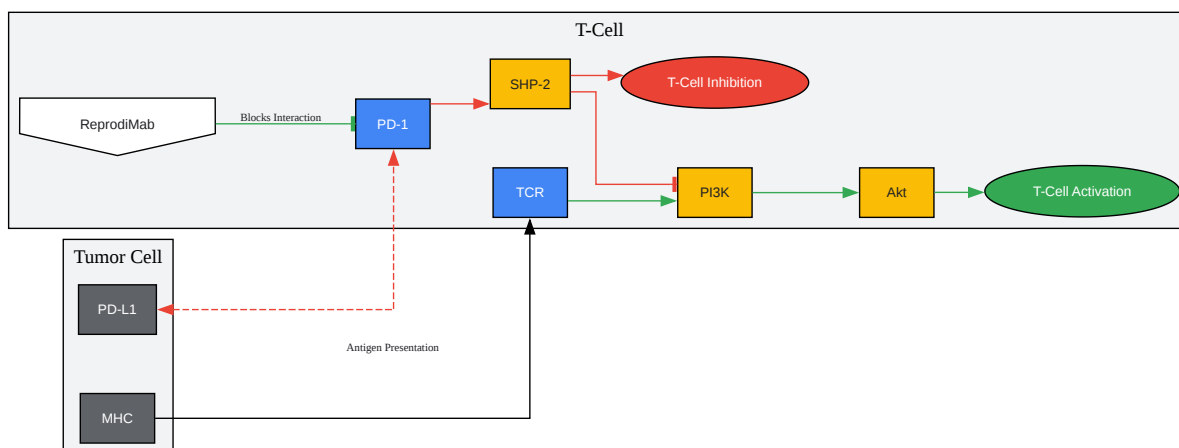 T-Cell
SHP-2
T-Cell Inhibition
ReprodiMab
Blocks Interaction
PD-1
TCR
PI3K
Akt
T-Cell Activation
Tumor Cell
PD-L1
Antigen Presentation
MHC